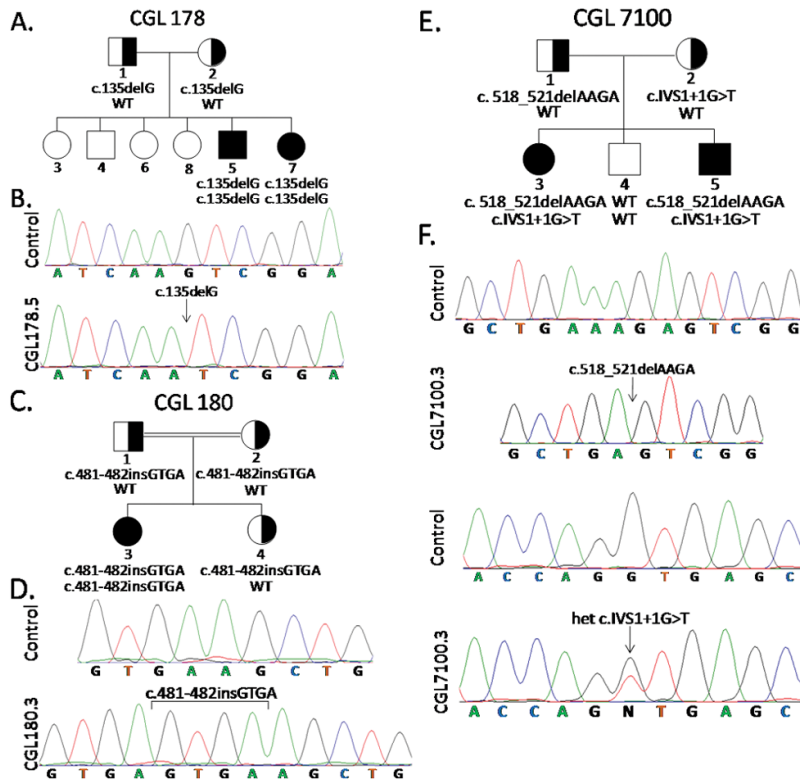 A.
CGL 178
1
2
c.135delG
c.135delG
WT
WT
3
4
6
8
5
7
c.135delG c.135delG
c.135delG c.135delG
B.
Control
A T C A A G T C G G A
c.135delG
CGL178.5
A T C A A T C G G A
C.
CGL 180
1
2
c.481-482insGTGA
c.481-482insGTGA
WT
WT
3
4
c.481-482insGTGA
c.481-482insGTGA
c.481-482insGTGA
WT
D.
Control
G T G A A G C T G
c.481-482insGTGA
CGL180.3
G T G A G T G A A G C T G
E.
CGL 7100
1
2
c. 518_521delAAGA
c.IVS1+1G>T
WT
WT
3
4
5
c. 518_521delAAGA
WT
c. 518_521delAAGA
c.IVS1+1G>T
WT
c.IVS1+1G>T
F.
Control
G C T G A A A G A G T C G G
c.518_521delAAGA
CGL7100.3
G C T G A G T C G G
Control
A C C A G G T G A G C
het c.IVS1+1G>T
CGL7100.3
A C C A G N T G A G C